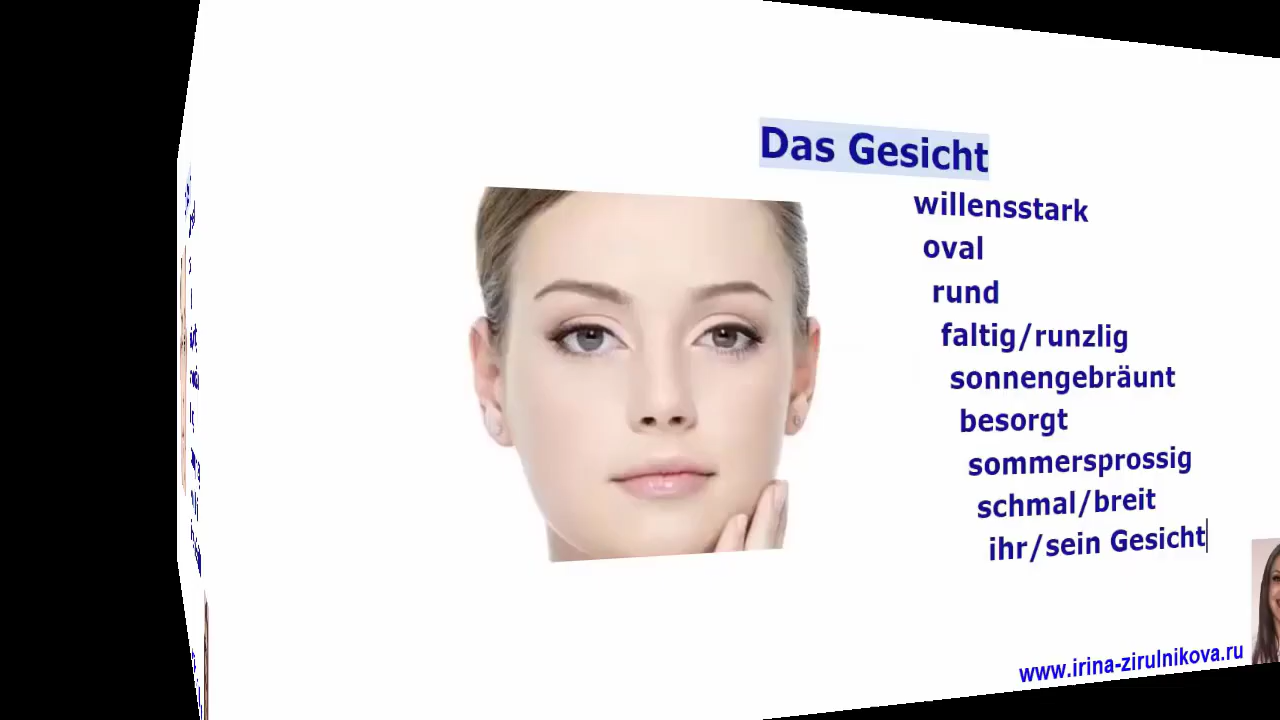 Das Gesicht
willensstark
oval
rund
faltig/runzlig
sonnengebräunt
besorgt
sommersprossig
schmal/breit
ihr/sein Gesicht
www.irina-zirulnikova.ru